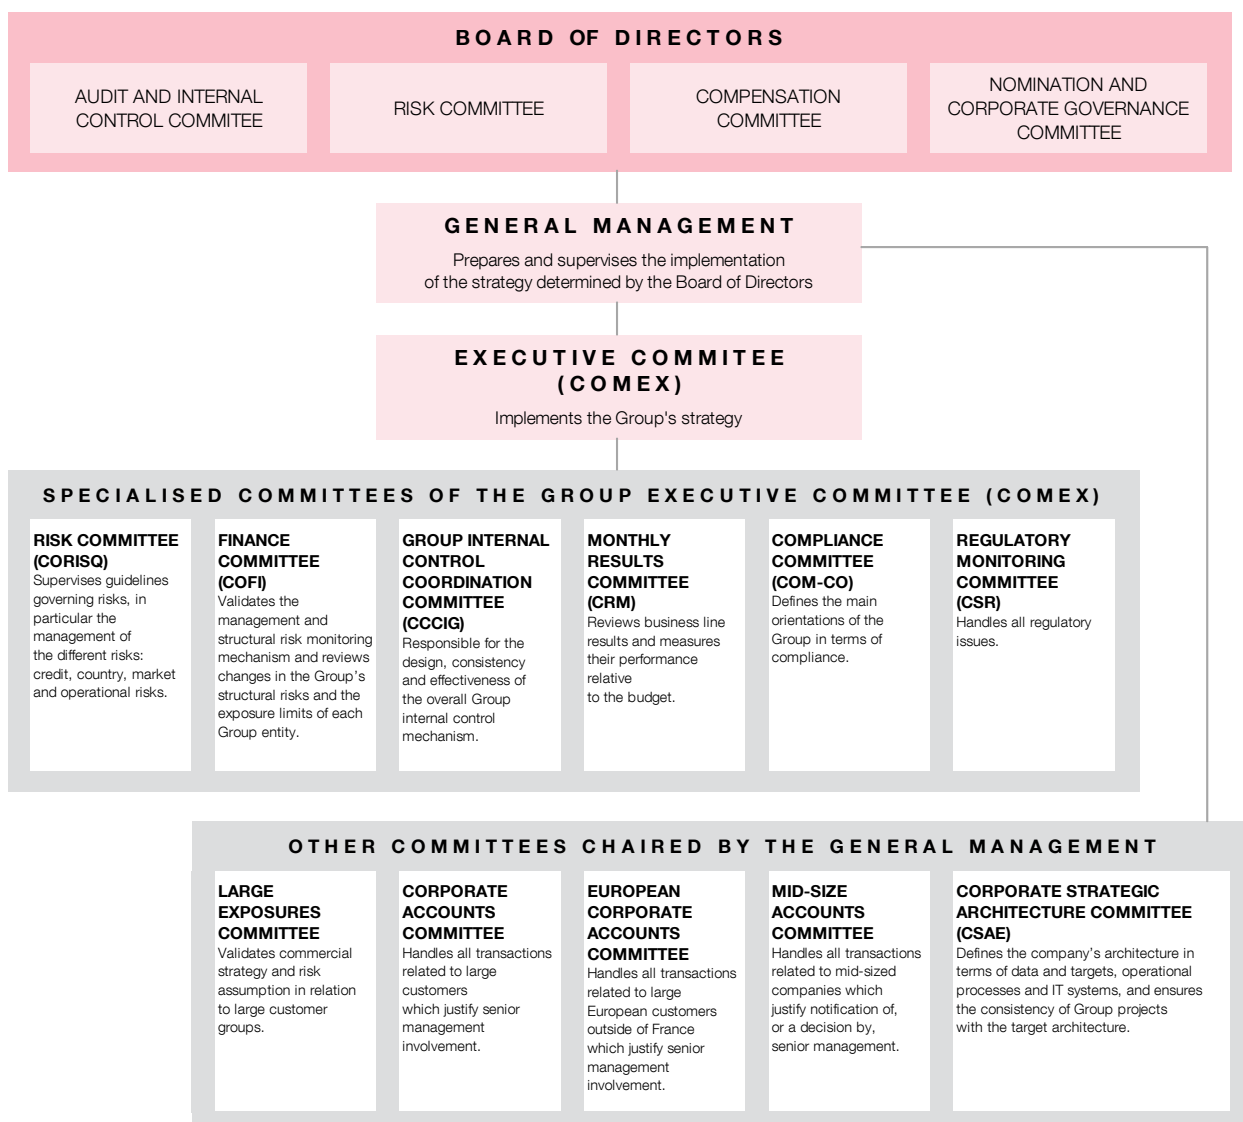 BOARD OF DIRECTORS
AUDIT AND INTERNAL
CONTROL COMMITEE
RISK COMMITTEE
COMPENSATION
COMMITTEE
NOMINATION AND
CORPORATE GOVERNANCE
COMMITTEE
GENERAL MANAGEMENT
Prepares and supervises the implementation
of the strategy determined by the Board of Directors
EXECUTIVE COMMITEE
(COMEX)
Implements the Group's strategy
SPECIALISED COMMITTEES OF THE GROUP EXECUTIVE COMMITTEE (COMEX)
RISK COMMITTEE
(CORISQ)
Supervises guidelines
governing risks, in
particular the
management of
the different risks:
credit, country, market
and operational risks.
FINANCE
COMMITTEE
(COFI)
Validates the
management and
structural risk monitoring
mechanism and reviews
changes in the Group’s
structural risks and the
exposure limits of each
Group entity.
GROUP INTERNAL
CONTROL
COORDINATION
COMMITTEE
(CCCIG)
Responsible for the
design, consistency
and effectiveness of
the overall Group
internal control
mechanism.
MONTHLY
RESULTS
COMMITTEE
(CRM)
Reviews business line
results and measures
their performance
relative
to the budget.
COMPLIANCE
COMMITTEE
(COM-CO)
Defines the main
orientations of the
Group in terms of
compliance.
REGULATORY
MONITORING
COMMITTEE
(CSR)
Handles all regulatory
issues.
OTHER COMMITTEES CHAIRED BY THE GENERAL MANAGEMENT
LARGE
EXPOSURES
COMMITTEE
Validates commercial
strategy and risk
assumption in relation
to large customer
groups.
CORPORATE
ACCOUNTS
COMMITTEE
Handles all transactions
related to large
customers
which justify senior
management
involvement.
EUROPEAN
CORPORATE
ACCOUNTS
COMMITTEE
Handles all transactions
related to large
European customers
outside of France
which justify senior
management
involvement.
MID-SIZE
ACCOUNTS
COMMITTEE
Handles all transactions
related to mid-sized
companies which
justify notification of,
or a decision by,
senior management.
CORPORATE STRATEGIC
ARCHITECTURE COMMITTEE
(CSAE)
Defines the company’s architecture in
terms of data and targets, operational
processes and IT systems, and ensures
the consistency of Group projects
with the target architecture.